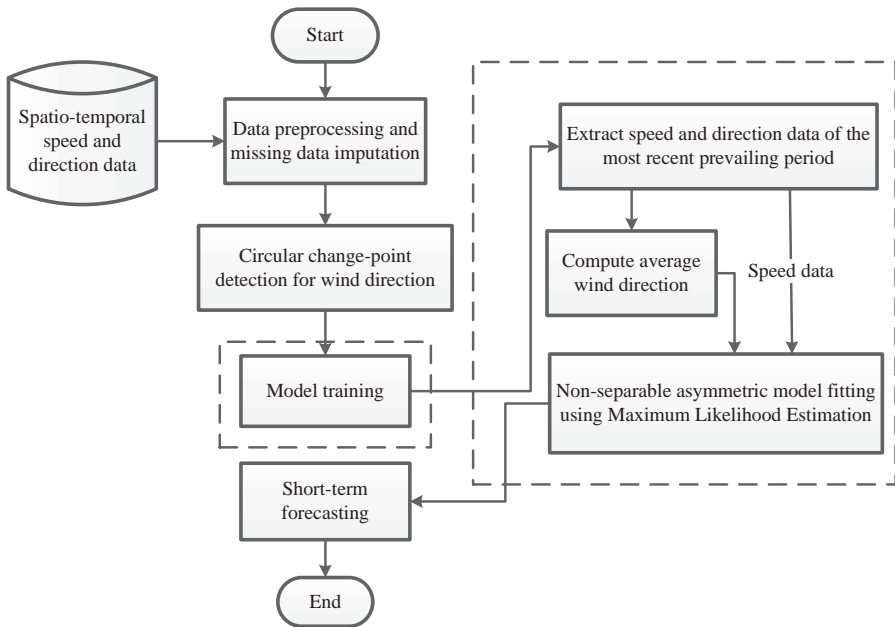 Start
Spatio-temporal
speed and
direction data
Data preprocessing and
missing data imputation
Circular change-point
detection for wind direction
Model training
Extract speed and direction data of the
most recent prevailing period
Compute average
wind direction
Speed data
Non-separable asymmetric model fitting
using Maximum Likelihood Estimation
Short-term
forecasting
End